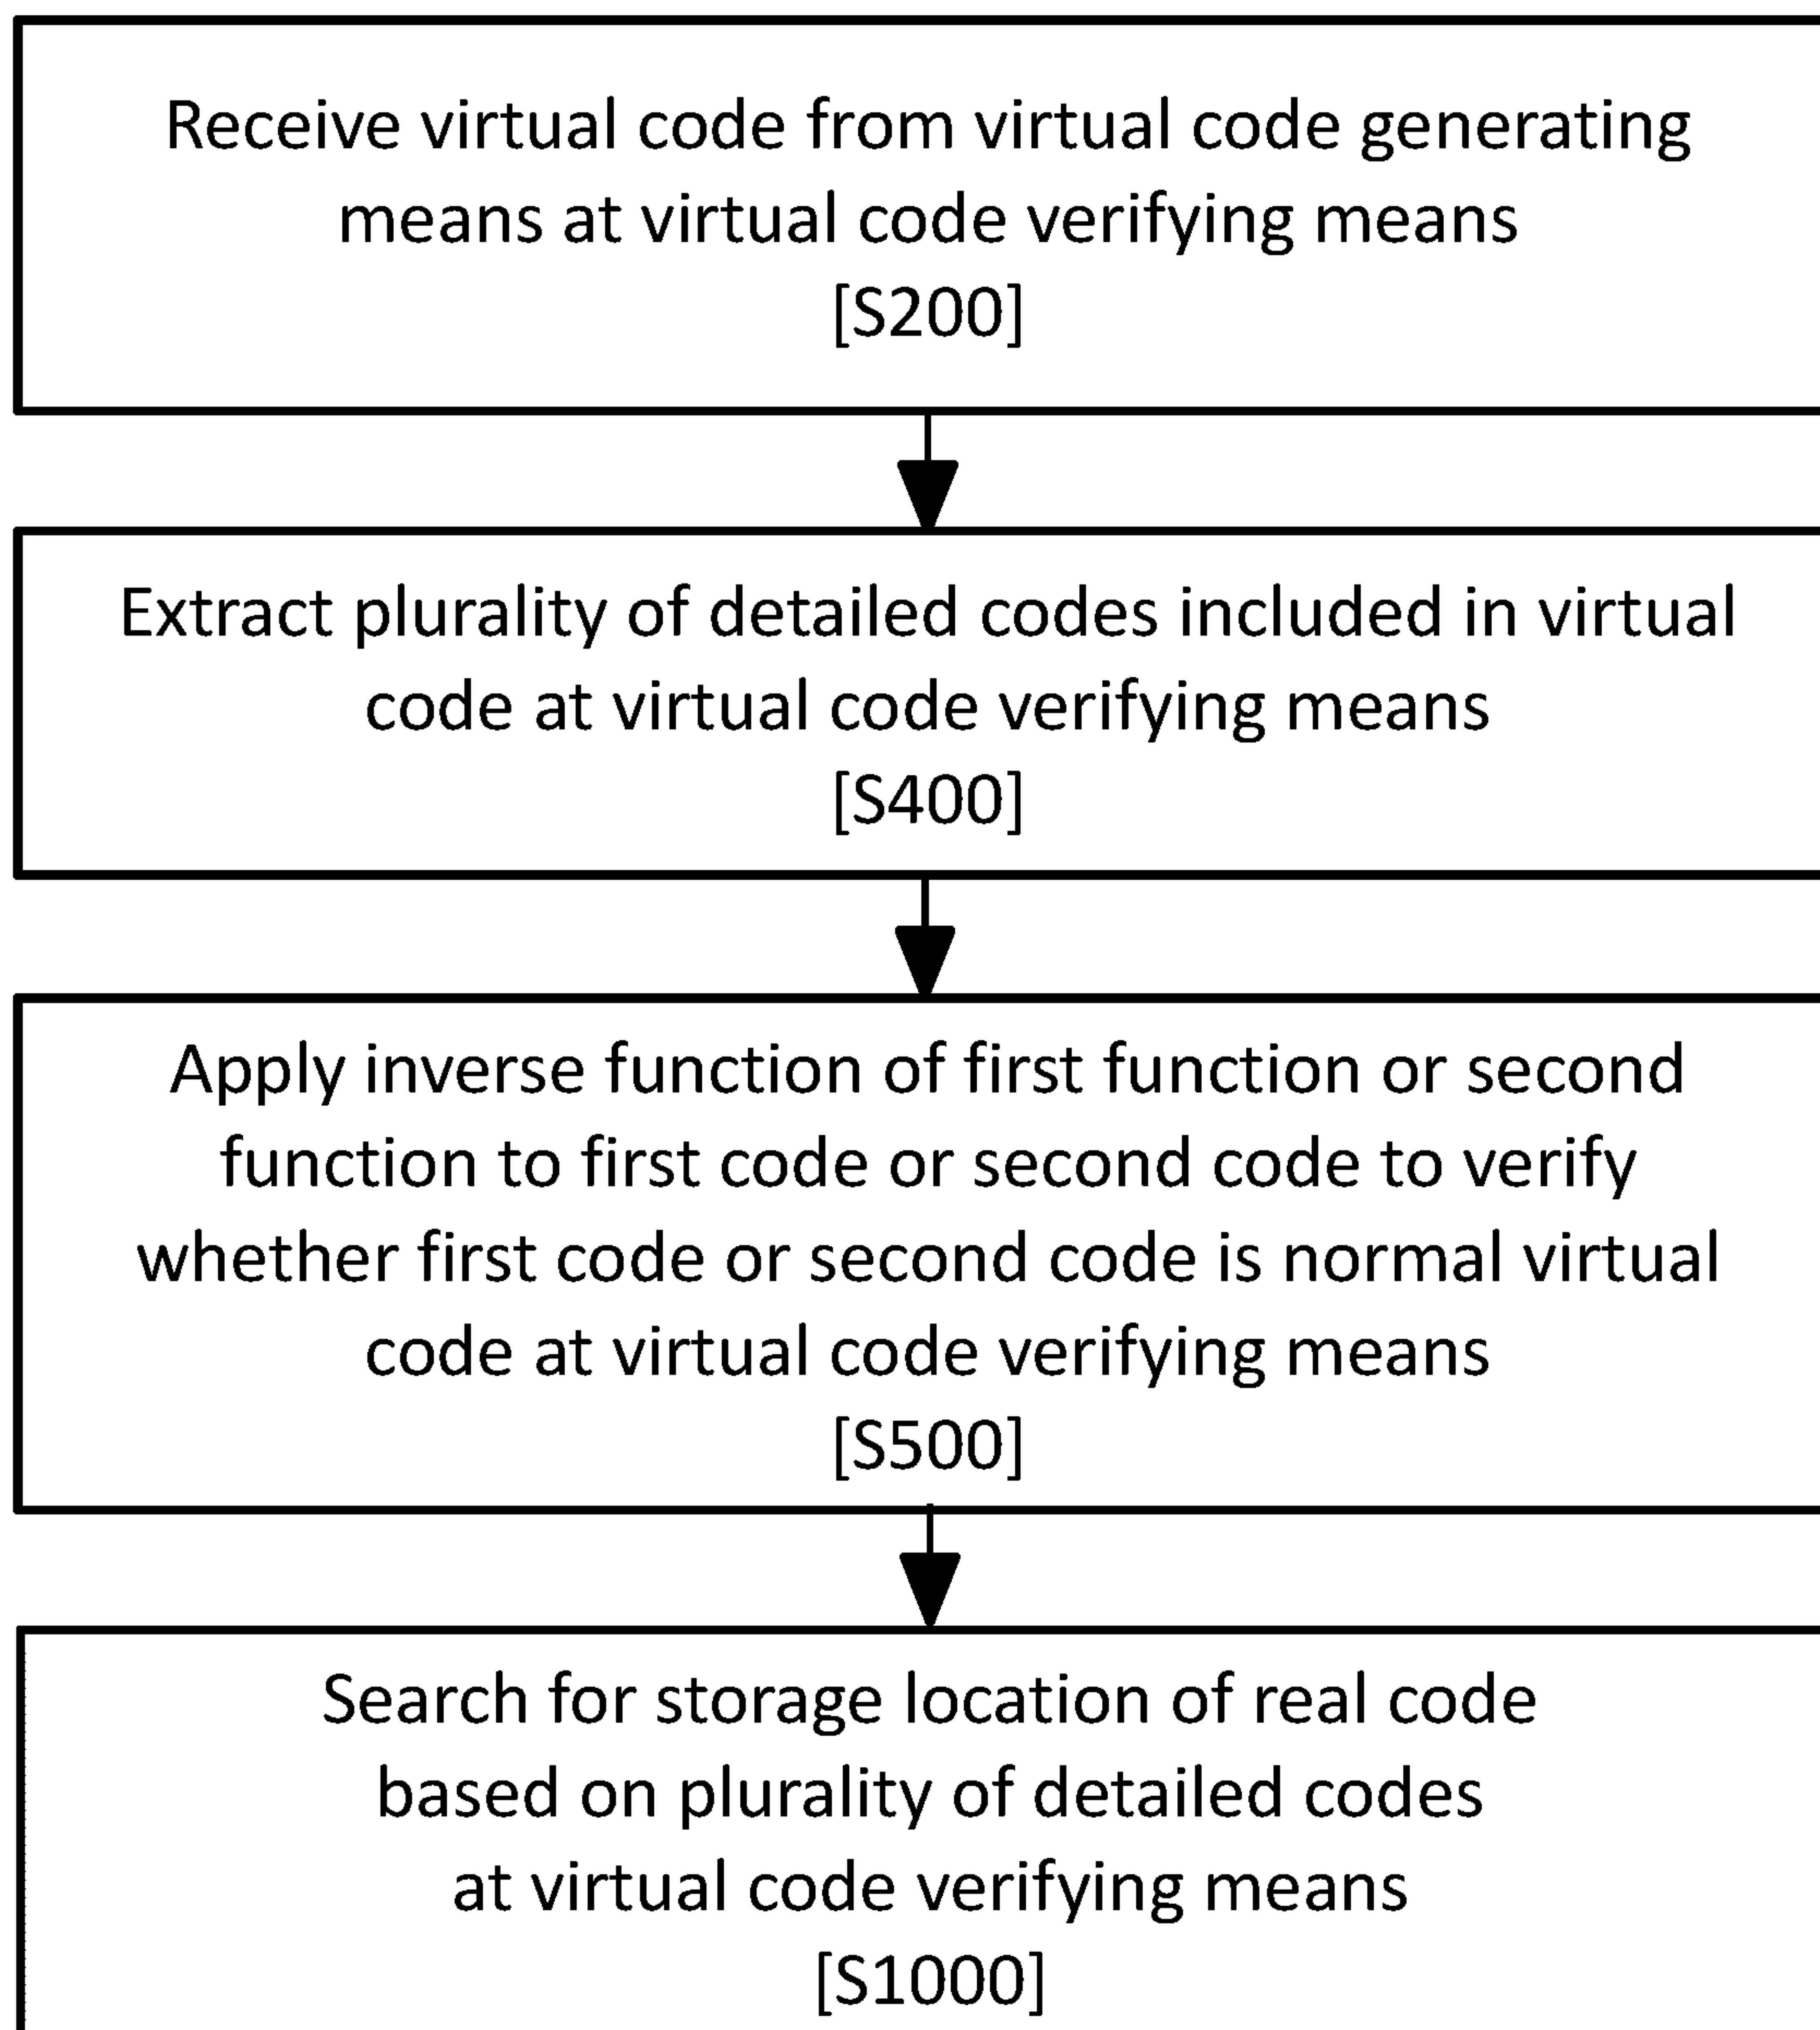 Receive virtual code from virtual code generating
means at virtual code verifying means
[S200]
Extract plurality of detailed codes included in virtual
code at virtual code verifying means
[S400]
Apply inverse function of first function or second
function to first code or second code to verify
whether first code or second code is normal virtual
code at virtual code verifying means
[S500]
Search for storage location of real code
based on plurality of detailed codes
at virtual code verifying means
[S1000]